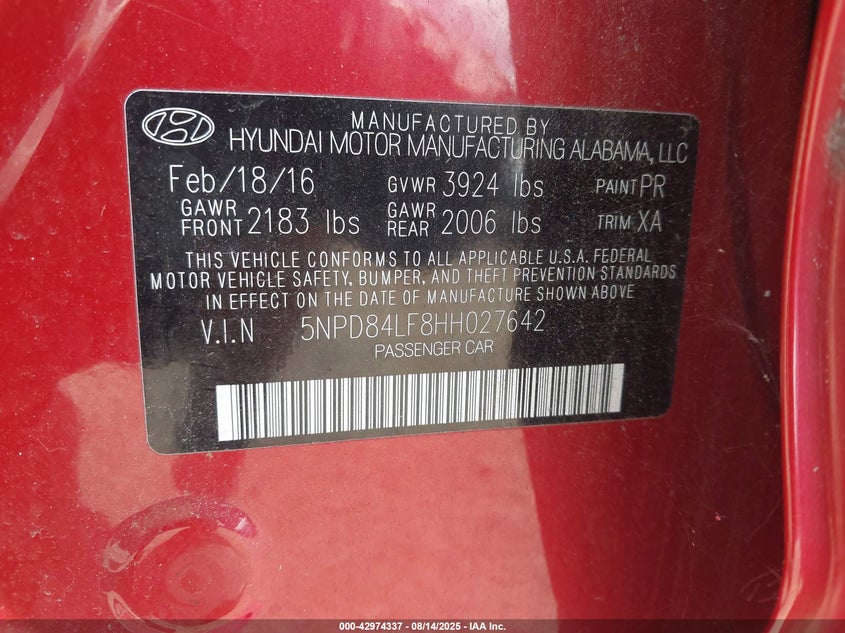 MANUFACTURED BY
HYUNDAI MOTOR MANUFACTURING ALABAMA, LLC
Feb/18/16 GVWR 3924 lbs PAINT PR
GAWR FRONT 2183 lbs GAWR REAR 2006 lbs TRIM XA
THIS VEHICLE CONFORMS TO ALL APPLICABLE U.S.A. FEDERAL
MOTOR VEHICLE SAFETY, BUMPER, AND THEFT PREVENTION STANDARDS
IN EFFECT ON THE DATE OF MANUFACTURE SHOWN ABOVE.
V.I.N 5NPD84LF8HH027642
PASSENGER CAR
000-42974337 - 08/14/2025 - IAA Inc.